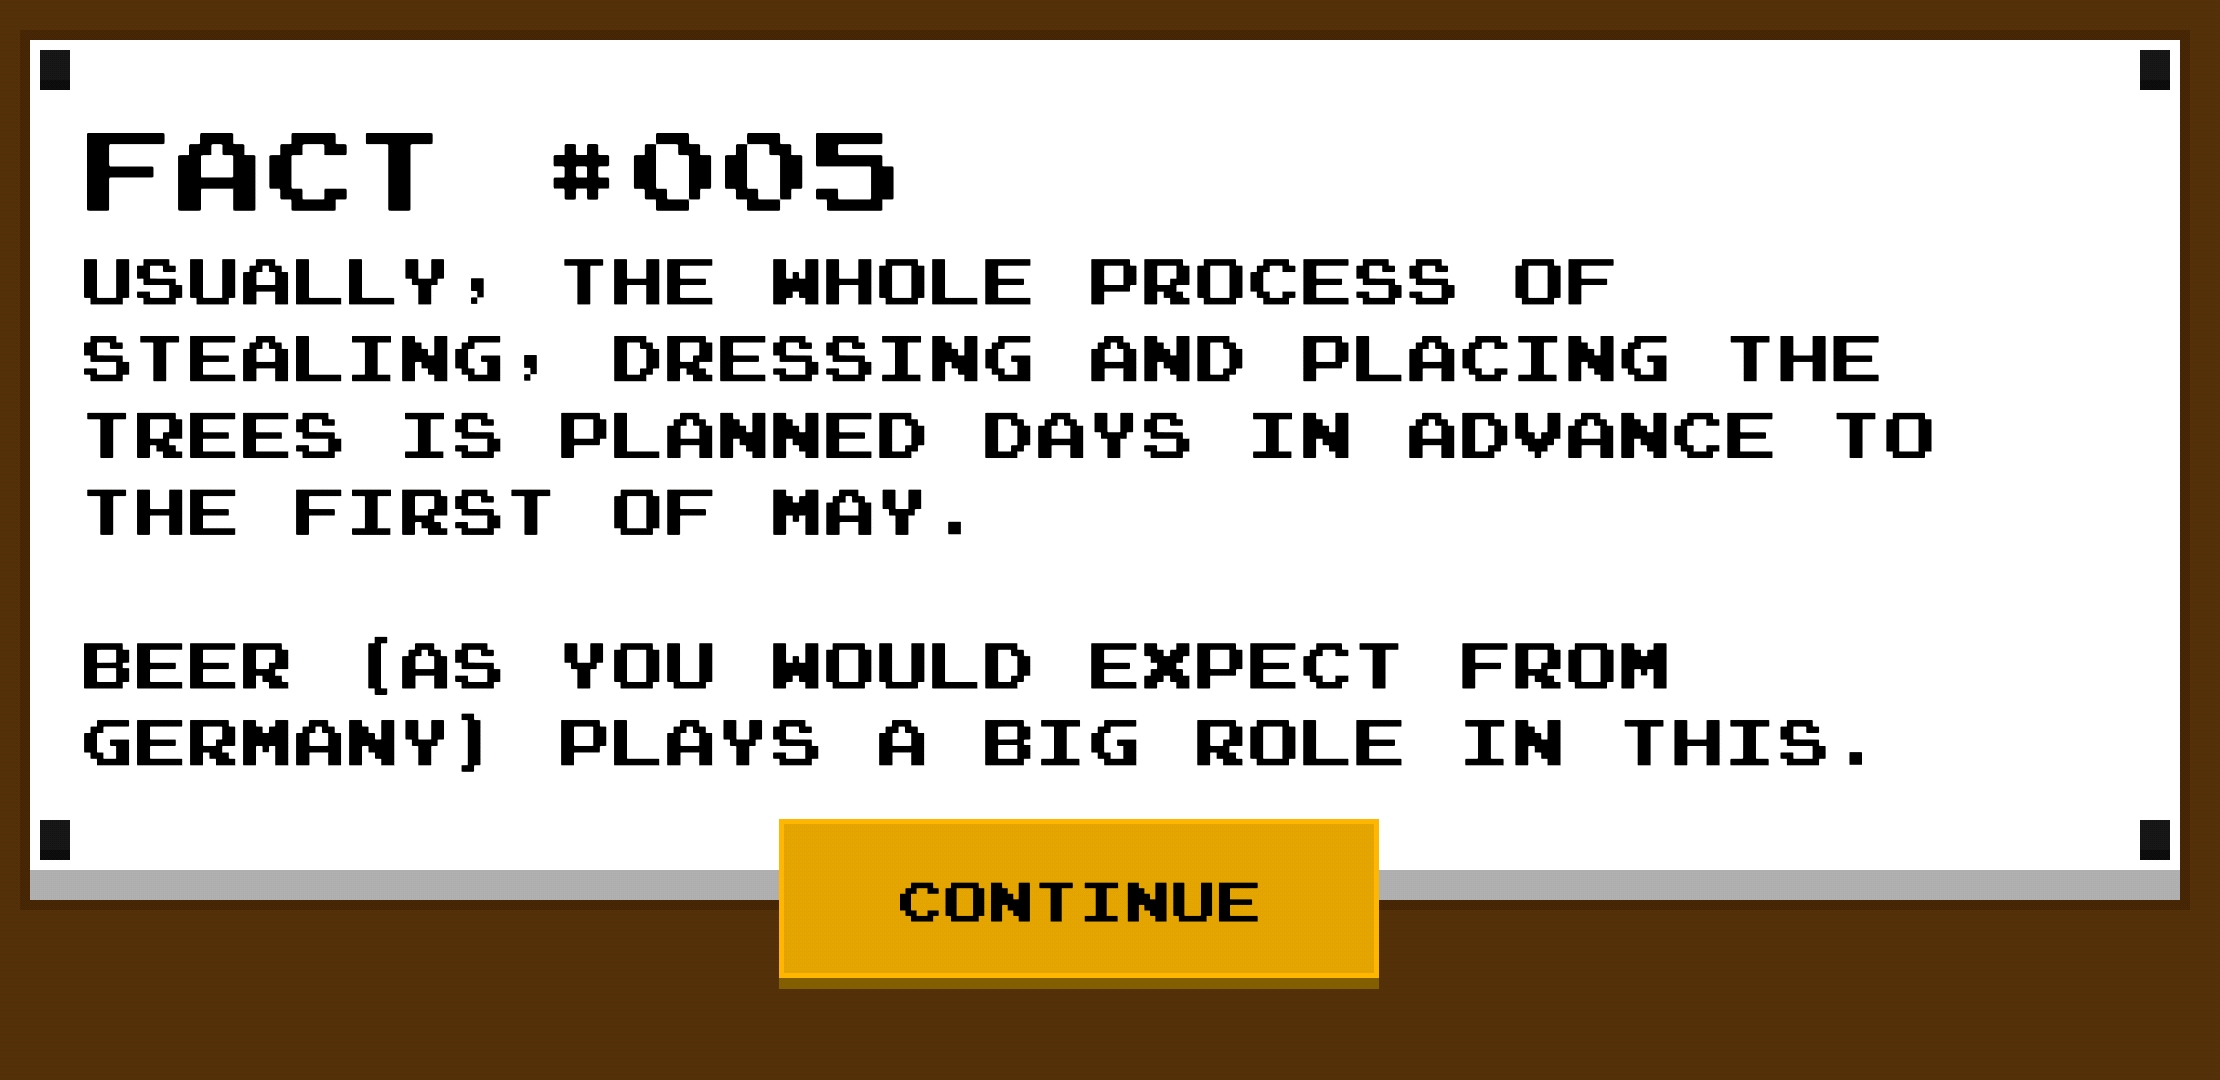 FACT #005
USUALLY, THE WHOLE PROCESS OF
STEALING, DRESSING AND PLACING THE
TREES IS PLANNED DAYS IN ADVANCE TO
THE FIRST OF MAY.
BEER (AS YOU WOULD EXPECT FROM
GERMANY) PLAYS A BIG ROLE IN THIS.
CONTINUE